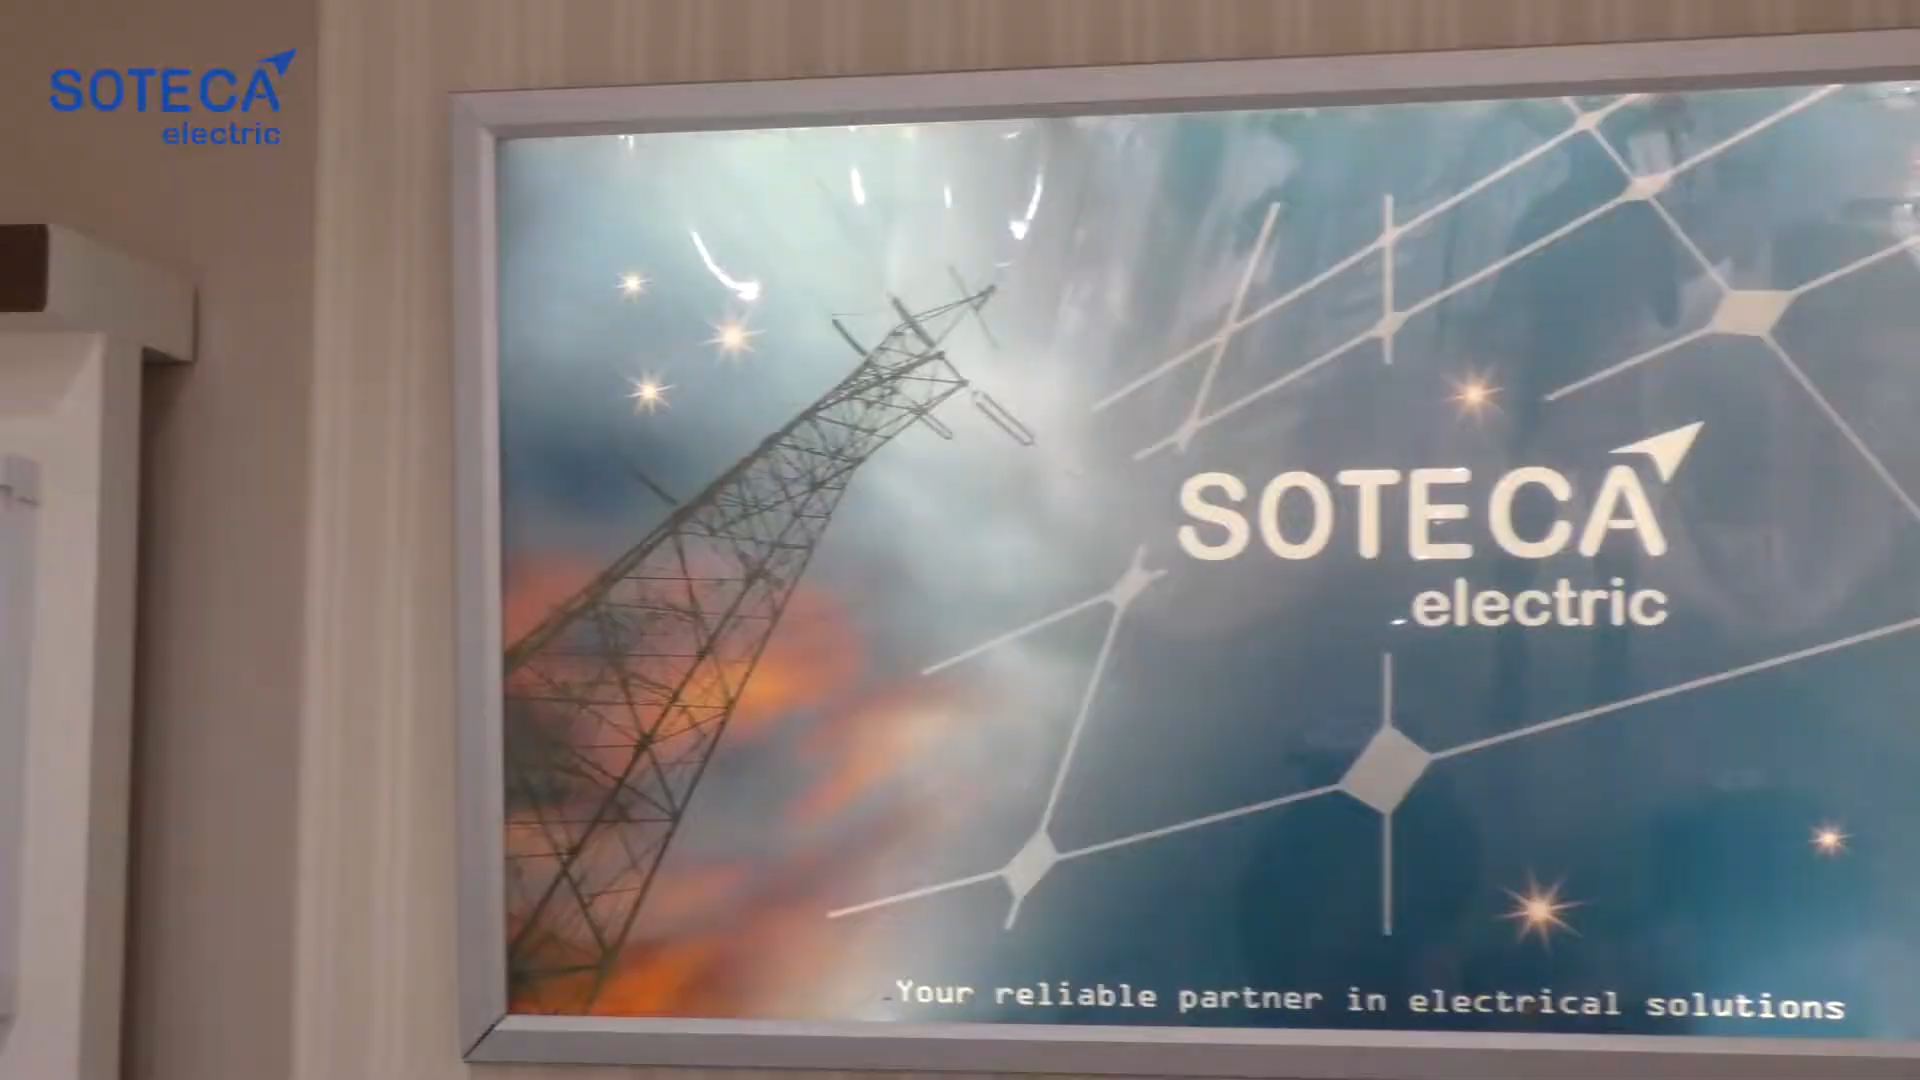 SOTECA
electric
SOTECA
electric
Your reliable partner in electrical solutions